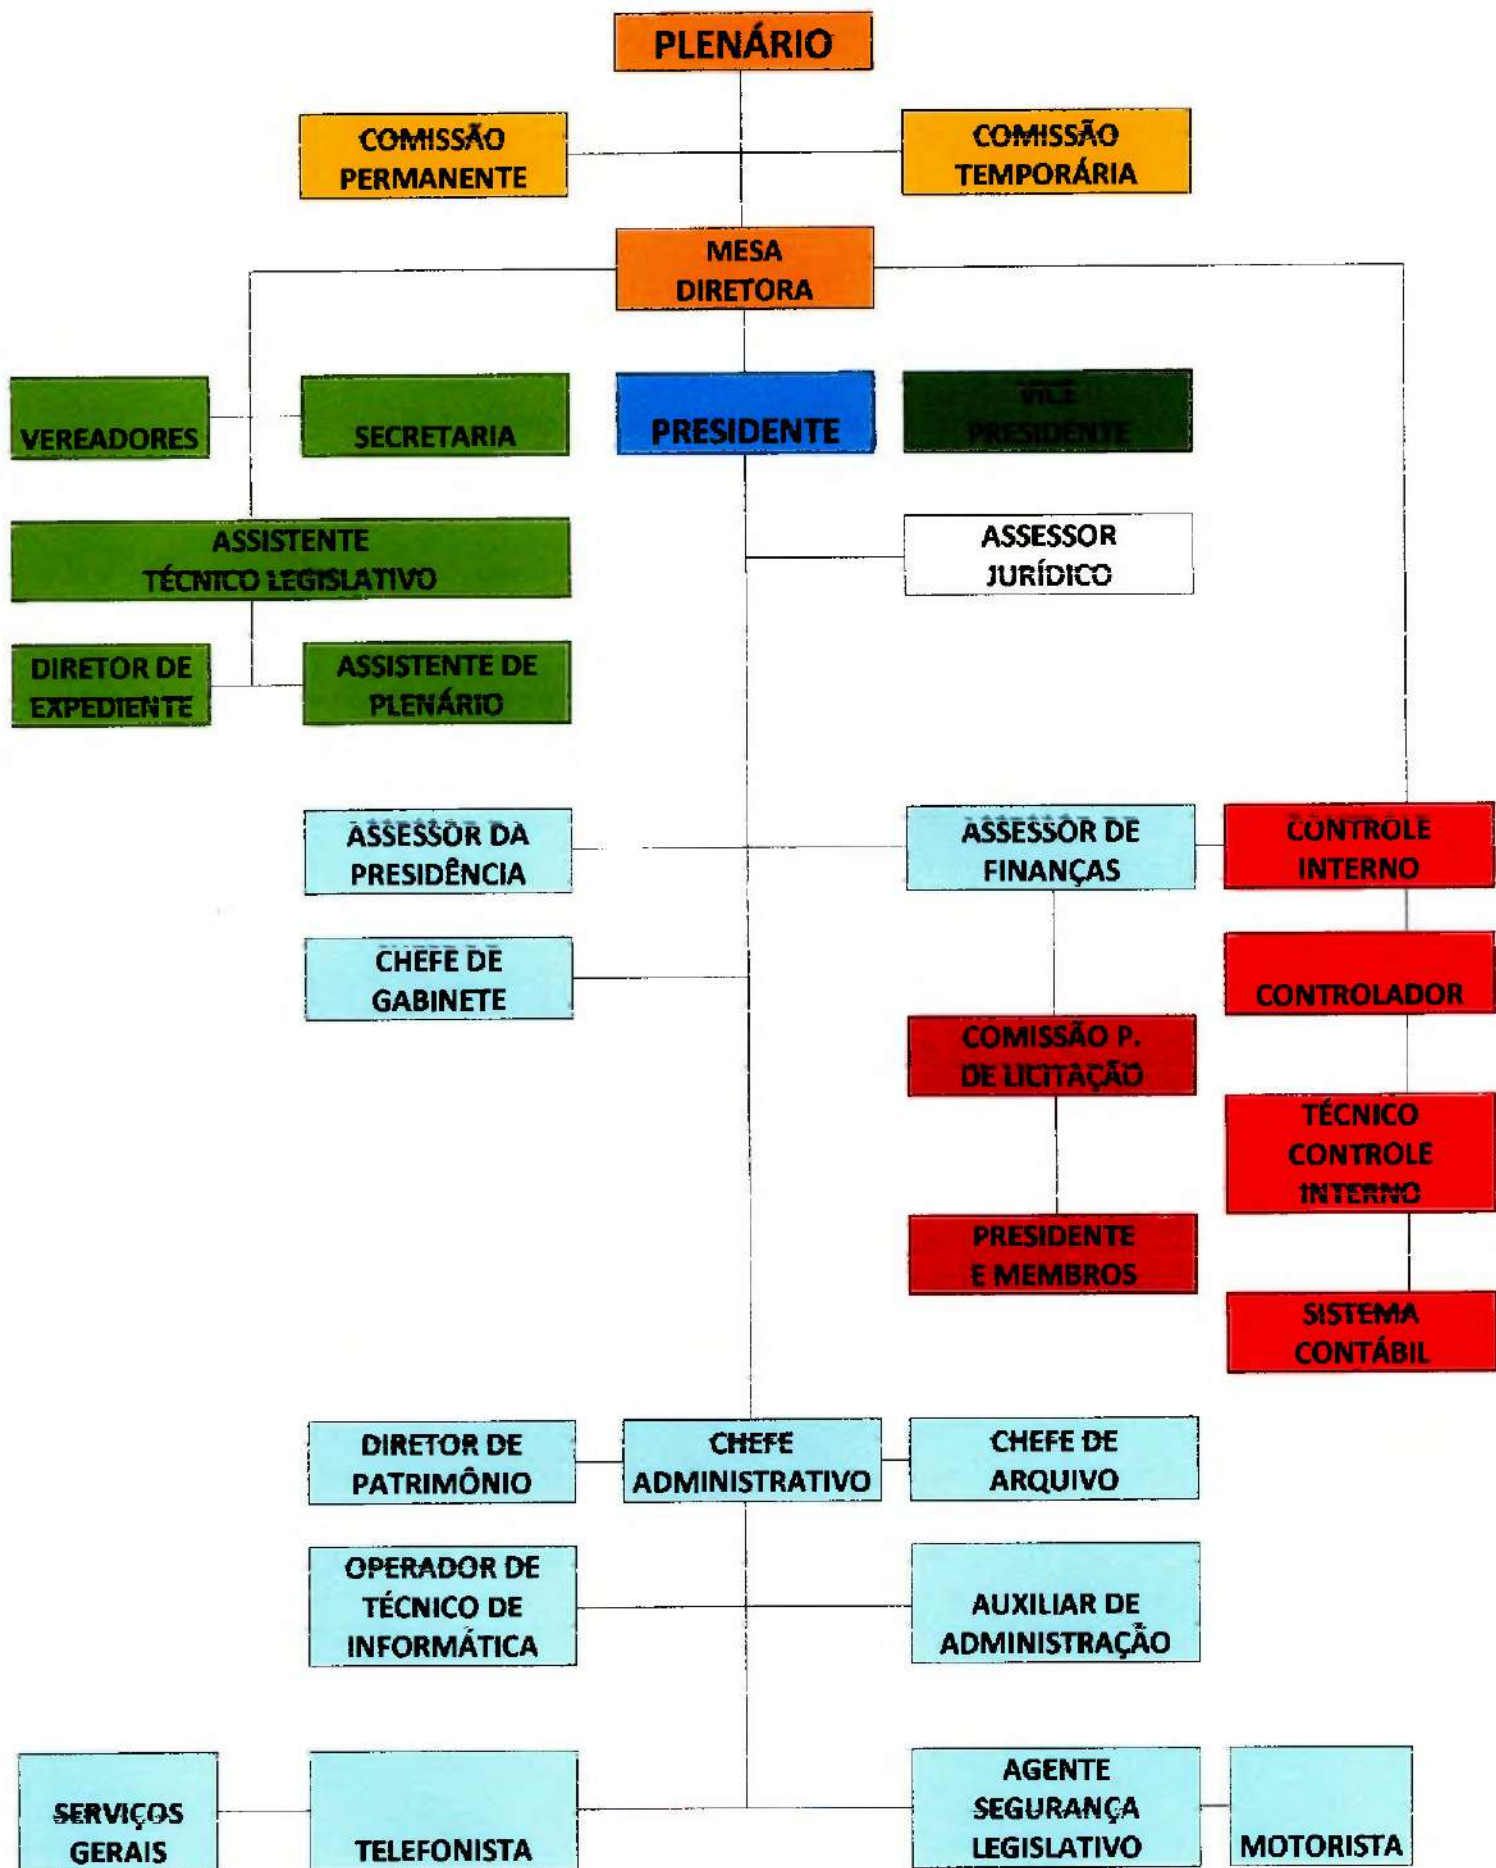 PLENÁRIO
COMISSÃO
PERMANENTE
COMISSÃO
TEMPORÁRIA
MESA
DIRETORA
VEREADORES
SECRETARIA
PRESIDENTE
VICE
PRESIDENTE
ASSISTENTE
TÉCNICO LEGISLATIVO
ASSESSOR
JURÍDICO
DIRETOR DE
EXPEDIENTE
ASSISTENTE DE
PLENÁRIO
ASSESSOR DA
PRESIDÊNCIA
ASSESSOR DE
FINANÇAS
CONTROLE
INTERNO
CHEFE DE
GABINETE
CONTROLADOR
COMISSÃO P.
DE LICITAÇÃO
TÉCNICO
CONTROLE
INTERNO
PRESIDENTE
E MEMBROS
SISTEMA
CONTÁBIL
DIRETOR DE
PATRIMÔNIO
CHEFE
ADMINISTRATIVO
CHEFE DE
ARQUIVO
OPERADOR DE
TÉCNICO DE
INFORMÁTICA
AUXILIAR DE
ADMINISTRAÇÃO
SERVIÇOS
GERAIS
TELEFONISTA
AGENTE
SEGURANÇA
LEGISLATIVO
MOTORISTA